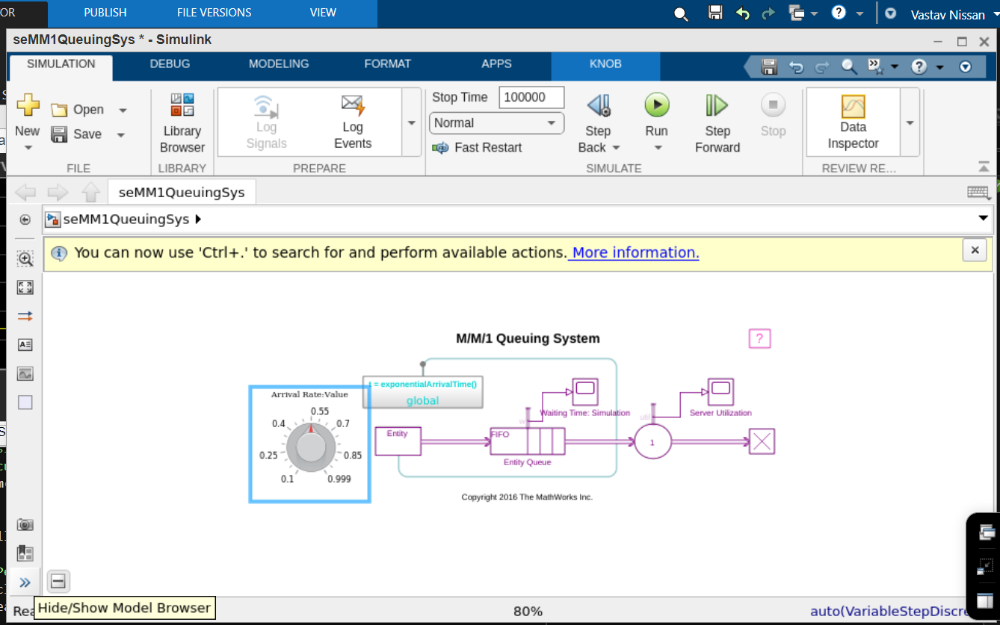 OR PUBLISH FILE VERSIONS VIEW Vastav Nissan
seMM1QueuingSys * - Simulink
SIMULATION DEBUG MODELING FORMAT APPS KNOB
New Open Save
FILE
Library Browser
LIBRARY
Log Signals
Log Events
PREPARE
Stop Time 100000
Normal
Fast Restart
Step Back
Run
Step Forward
Stop
SIMULATE
Data Inspector
REVIEW RE...
seMM1QueuingSys
seMM1QueuingSys
You can now use 'Ctrl+.' to search for and perform available actions. More information.
M/M/1 Queuing System
?
t = exponentialArrivalTime()
global
Arrival Rate:Value
0.55
0.4 0.7
0.25 0.85
0.1 0.999
Waiting Time: Simulation
Server Utilization
Entity
FIFO
w
util
1
Entity Queue
Copyright 2016 The MathWorks Inc.
Hide/Show Model Browser
80%
auto(VariableStepDiscre